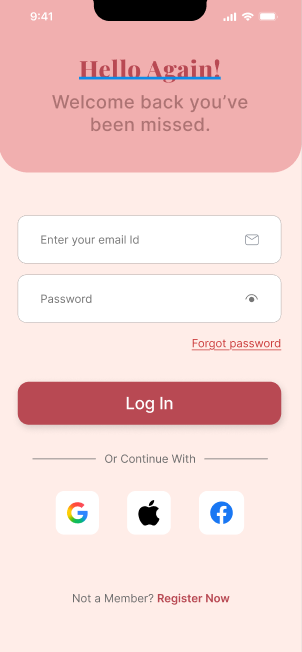 9:41
Hello Again!
Welcome back you’ve
been missed.
Enter your email Id
Password
Forgot password
Log In
Or Continue With
Not a Member? Register Now